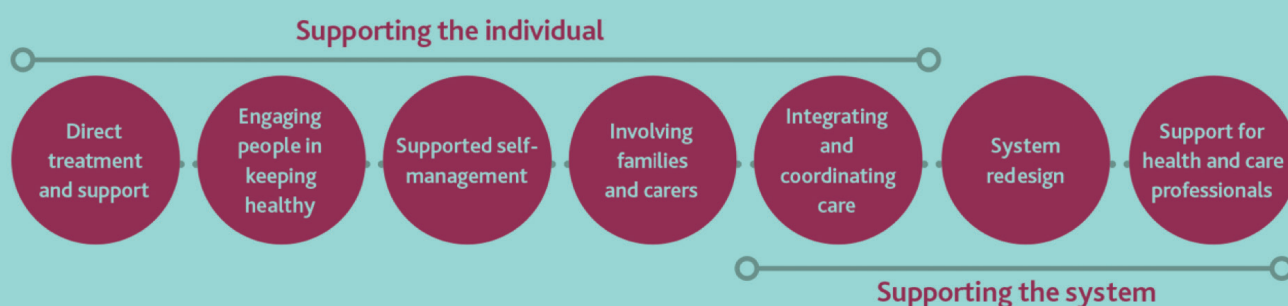 Supporting the individual
Direct
treatment
and support
Engaging
people in
keeping
healthy
Supported self-
management
Involving
families
and carers
Integrating
and
coordinating
care
System
redesign
Support for
health and care
professionals
Supporting the system